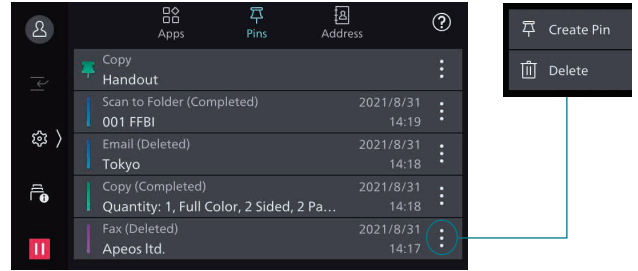 Apps
Pins
Address
?
Copy
Handout
Scan to Folder (Completed) 2021/8/31
001 FFBI 14:19
Email (Deleted) 2021/8/31
Tokyo 14:18
Copy (Completed) 2021/8/31
Quantity: 1, Full Color, 2 Sided, 2 Pa... 14:18
Fax (Deleted) 2021/8/31
Apeos ltd. 14:17
Create Pin
Delete